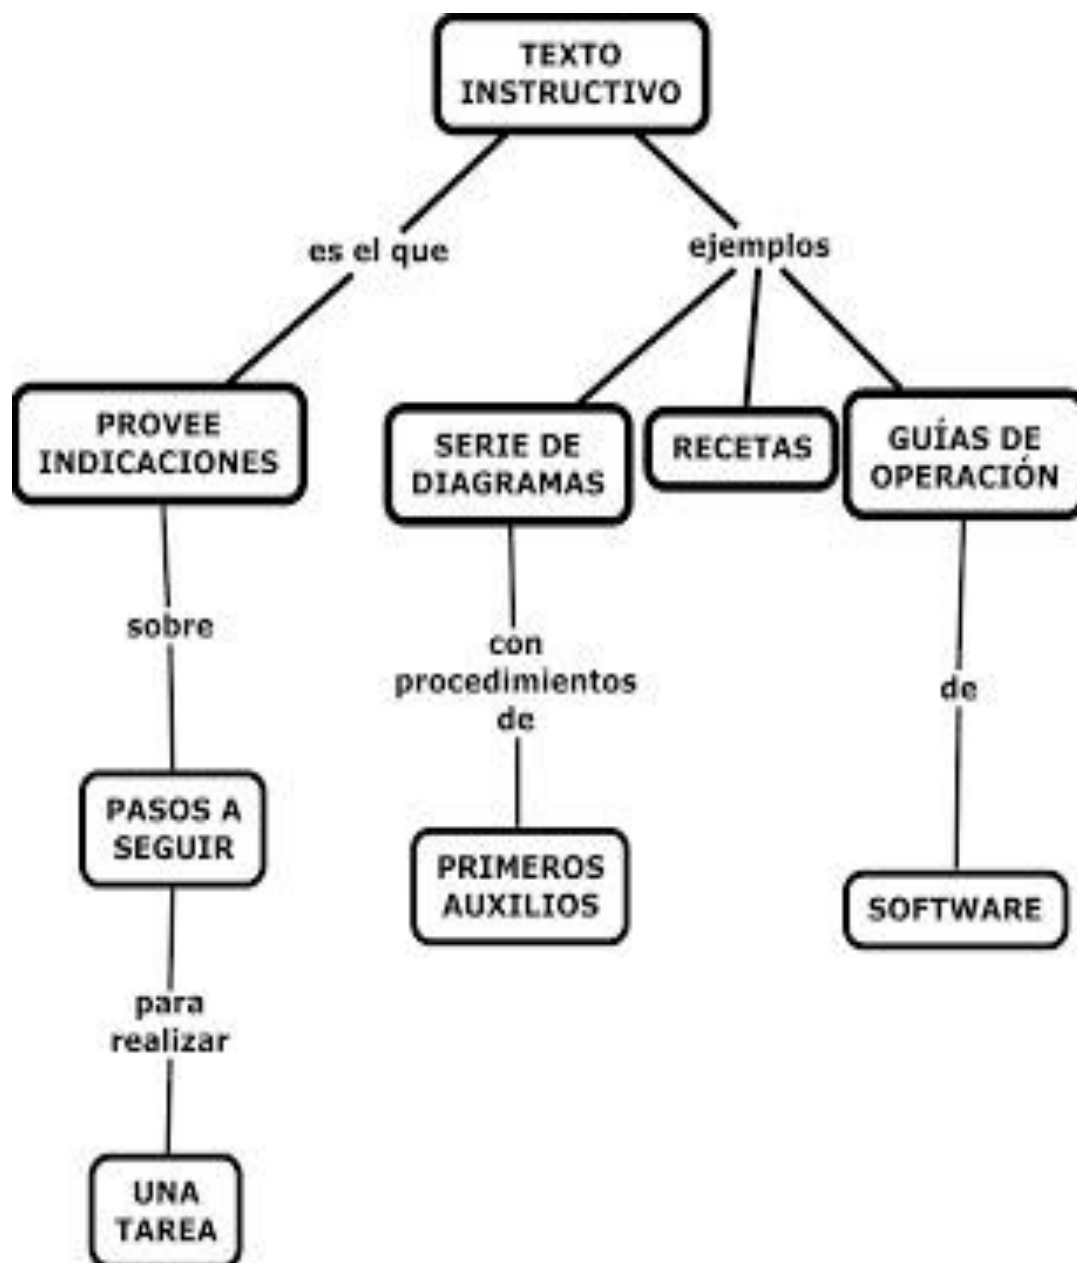 TEXTO
INSTRUCTIVO
es el que
ejemplos
PROVEE
INDICACIONES
SERIE DE
DIAGRAMAS
RECETAS
GUÍAS DE
OPERACIÓN
sobre
con
procedimientos
de
de
PASOS A
SEGUIR
PRIMEROS
AUXILIOS
SOFTWARE
para
realizar
UNA
TAREA